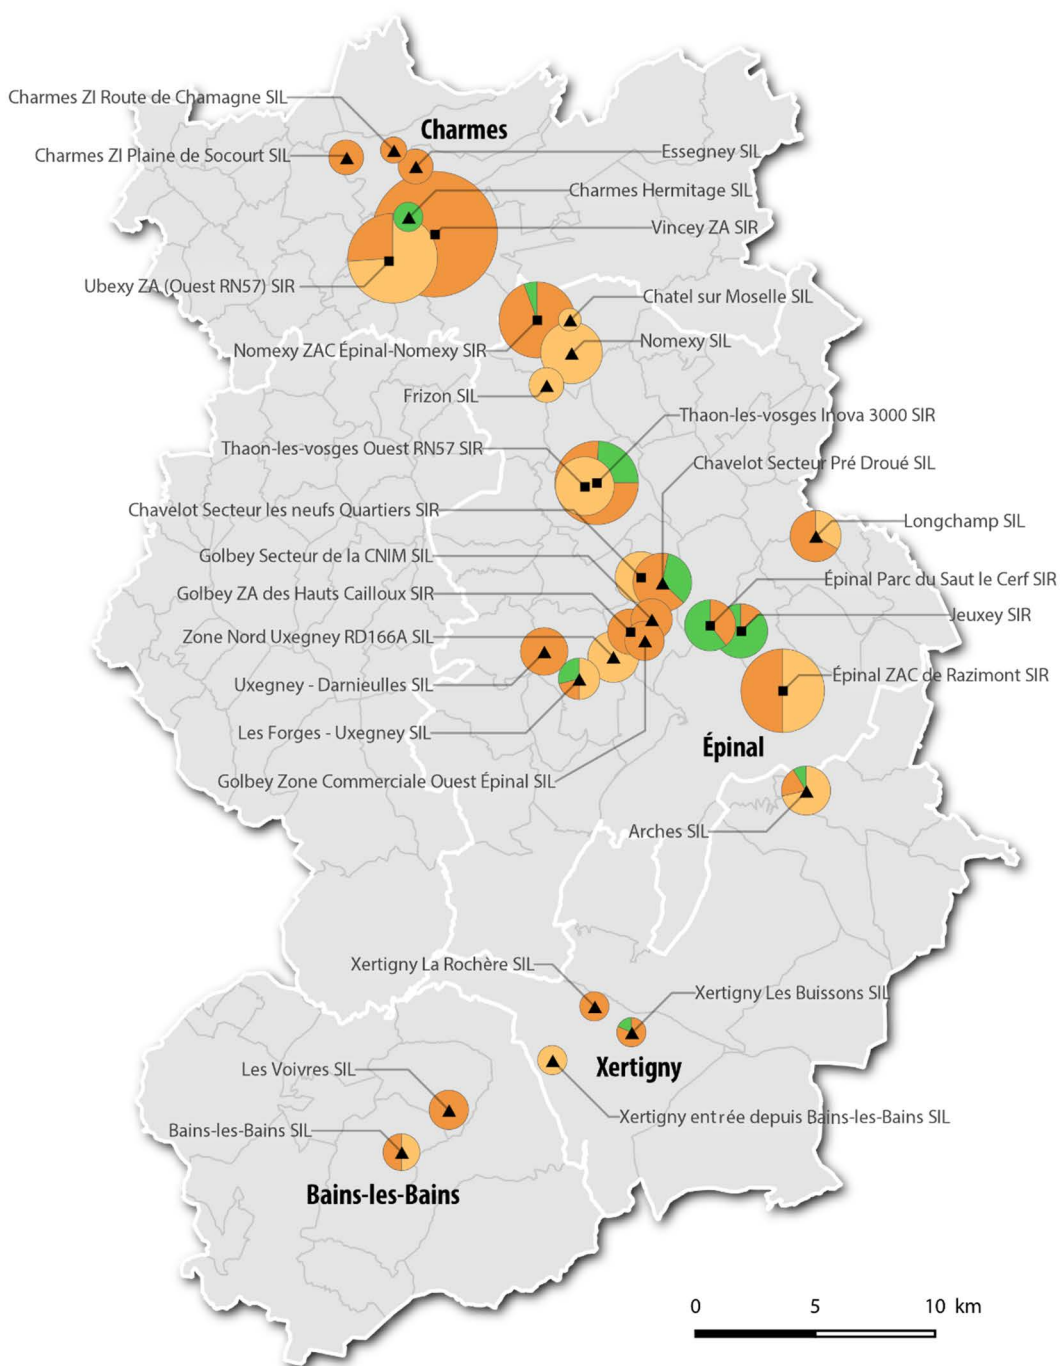 Charmes ZI Route de Chamagne SIL
Charmes
Charmes ZI Plaine de Socourt SIL
Essegney SIL
Charmes Hermitage SIL
Vincey ZA SIR
Ubexy ZA (Ouest RN57) SIR
Chatel sur Moselle SIL
Nomexy ZAC Épinal-Nomexy SIR
Nomexy SIL
Frizon SIL
Thaon-les-vosges Inova 3000 SIR
Thaon-les-vosges Ouest RN57 SIR
Chavelot Secteur Pré Droué SIL
Chavelot Secteur les neufs Quartiers SIR
Longchamp SIL
Golbey Secteur de la CNIM SIL
Épinal Parc du Saut le Cerf SIR
Golbey ZA des Hauts Cailloux SIR
Jeuxey SIR
Zone Nord Uxegney RD166A SIL
Épinal ZAC de Razimont SIR
Uxegney - Darnieulles SIL
Les Forges - Uxegney SIL
Épinal
Golbey Zone Commerciale Ouest Épinal SIL
Arches SIL
Xertigny La Rochère SIL
Xertigny Les Buissons SIL
Xertigny
Les Voivres SIL
Xertigny entrée depuis Bains-les-Bains SIL
Bains-les-Bains SIL
Bains-les-Bains
0 5 10 km